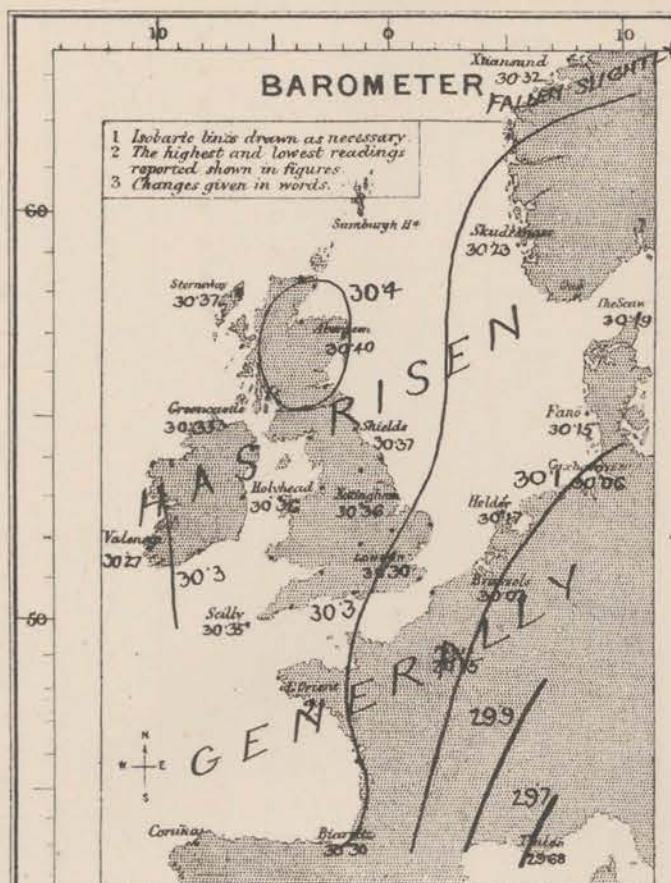 10 0 10
BAROMETER
1 Isobaric lines drawn as necessary.
2 The highest and lowest readings
reported shown in figures
3 Changes given in words.
Xtiansund
30·32
FALLEN SLIGHTLY
60
Sumburgh Hd
Skudesnaes
30·23
Stornoway
30·37
30·4
Aberdeen
30·40
The Scaw
30·19
HAS RISEN
Greencastle
30·33
Shields
30·37
Fano
30·15
Cuxhaven
30·06
30·1
Holyhead
30·36
Nottingham
30·36
Helder
30·17
Valencia
30·27
30·3
London
30·30
Brussels
30·07
30·3
Scilly
30·35
50
GENERALLY
L'Orient
29·9
N
W E
S
29·7
Coruña
Biarritz
30·30
Toulon
29·68